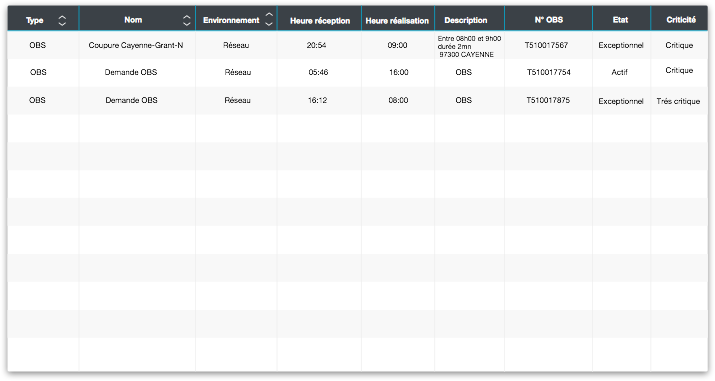 Type Nom Environnement Heure réception Heure réalisation Description N° OBS Etat Criticité
OBS Coupure Cayenne-Grant-N Réseau 20:54 09:00 Entre 08h00 et 9h00 T510017567 Exceptionnel Critique
durée 2mn
97300 CAYENNE
OBS Demande OBS Réseau 05:46 16:00 OBS T510017754 Actif Critique
OBS Demande OBS Réseau 16:12 08:00 OBS T510017875 Exceptionnel Trés critique